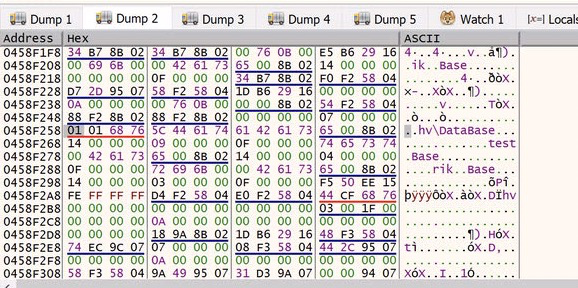 Dump 1 Dump 2 Dump 3 Dump 4 Dump 5 Watch 1 [x=] Locals
Address Hex ASCII
0458F1F8 34 B7 8B 02 34 B7 8B 02 00 76 0B 00 E5 B6 29 16 4·..4·...v..å¶).
0458F208 00 69 6B 00 00 42 61 73 65 00 8B 02 14 00 00 00 .ik..Base.......
0458F218 00 00 00 00 0F 00 00 00 34 B7 8B 02 F0 F2 58 04 ........4·..ðòX.
0458F228 D7 2D 95 07 58 F2 58 04 1D B6 29 16 00 00 00 00 ×-..XòX..¶).....
0458F238 0A 00 00 00 00 76 0B 00 00 00 8B 02 54 F2 58 04 .....v......TòX.
0458F248 88 F2 8B 02 88 F2 8B 02 00 00 00 00 07 00 00 00 .ò...ò..........
0458F258 01 01 68 76 5C 44 61 74 61 42 61 73 65 00 8B 02 ..hv\DataBase...
0458F268 14 00 00 00 09 00 00 00 0F 00 00 00 74 65 73 74 ............test
0458F278 00 42 61 73 65 00 8B 02 14 00 00 00 04 00 00 00 .Base...........
0458F288 0F 00 00 00 00 72 69 6B 00 42 61 73 65 00 8B 02 .....rik.Base...
0458F298 14 00 00 00 03 00 00 00 0F 00 00 00 F5 50 EE 15 ............õPî.
0458F2A8 FE FF FF FF D4 F2 58 04 E0 F2 58 04 44 CF 68 76 þÿÿÿÔòX.àòX.DÏhv
0458F2B8 00 00 00 00 00 00 00 00 00 00 00 00 03 00 1F 00 ................
0458F2C8 00 00 00 00 0A 00 00 00 00 00 00 00 00 00 00 00 ................
0458F2D8 00 00 00 00 18 9A 8B 02 1D B6 29 16 48 F3 58 04 .........¶).HóX.
0458F2E8 74 EC 9C 07 07 00 00 00 08 F3 58 04 44 2C 95 07 tì.......óX.D,..
0458F2F8 00 00 00 00 0A 00 00 00 00 00 00 00 00 00 00 00 ................
0458F308 58 F3 58 04 9A 49 95 07 31 D3 9A 07 00 00 94 07 XóX..I..1Ó......